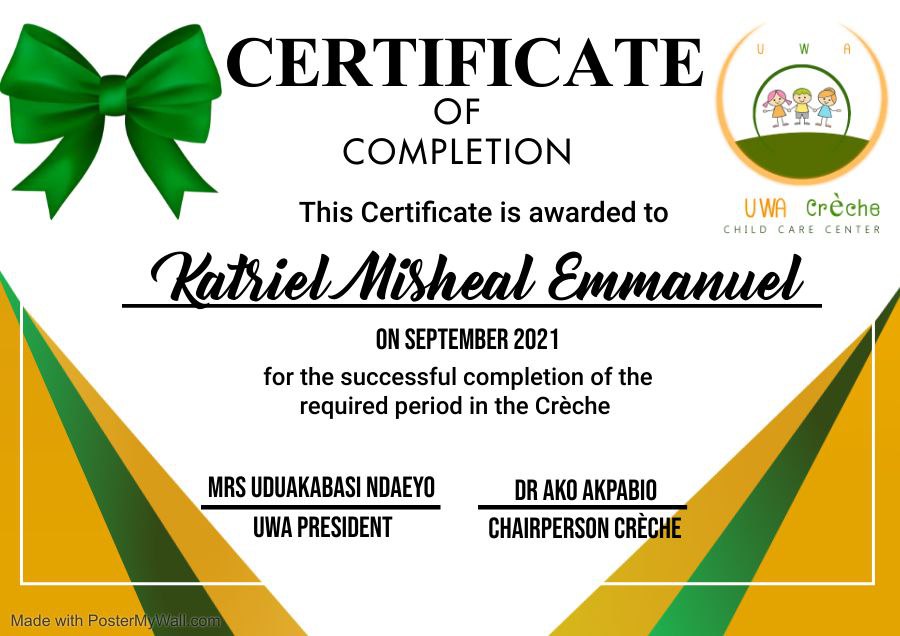 CERTIFICATE
OF
COMPLETION
U W A
UWA Crèche
CHILD CARE CENTER
This Certificate is awarded to
Katriel Misheal Emmanuel
ON SEPTEMBER 2021
for the successful completion of the
required period in the Crèche
MRS UDUAKABASI NDAEYO
UWA PRESIDENT
DR AKO AKPABIO
CHAIRPERSON CRÈCHE
Made with PosterMyWall.com